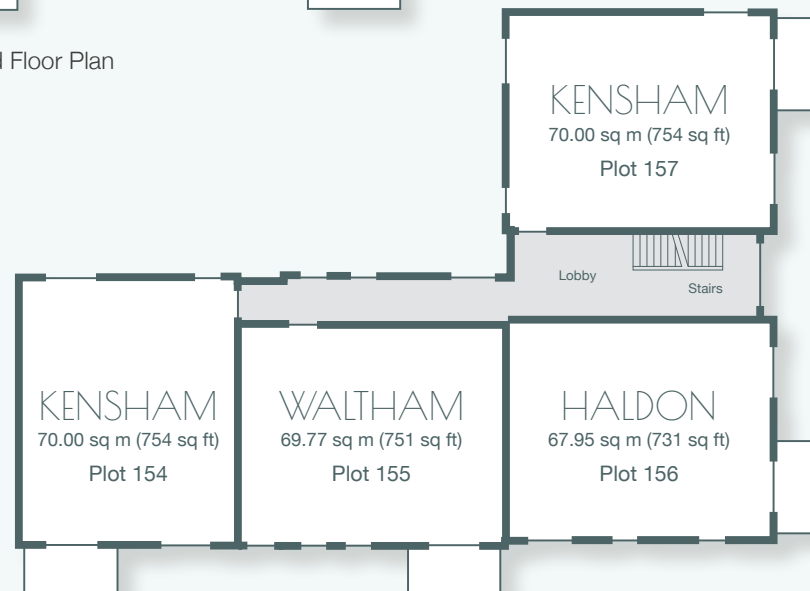 Floor Plan
KENSHAM
70.00 sq m (754 sq ft)
Plot 157
Lobby
Stairs
KENSHAM
70.00 sq m (754 sq ft)
Plot 154
WALTHAM
69.77 sq m (751 sq ft)
Plot 155
HALDON
67.95 sq m (731 sq ft)
Plot 156